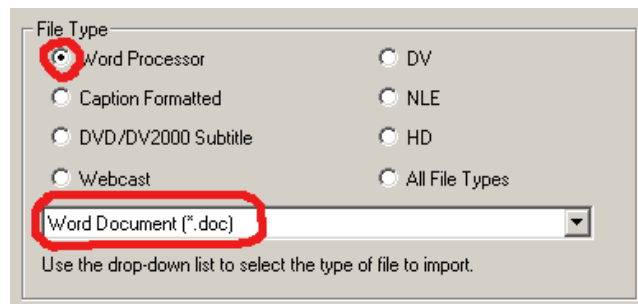 File Type
Word Processor
DV
Caption Formatted
NLE
DVD/DV2000 Subtitle
HD
Webcast
All File Types
Word Document (*.doc)
Use the drop-down list to select the type of file to import.